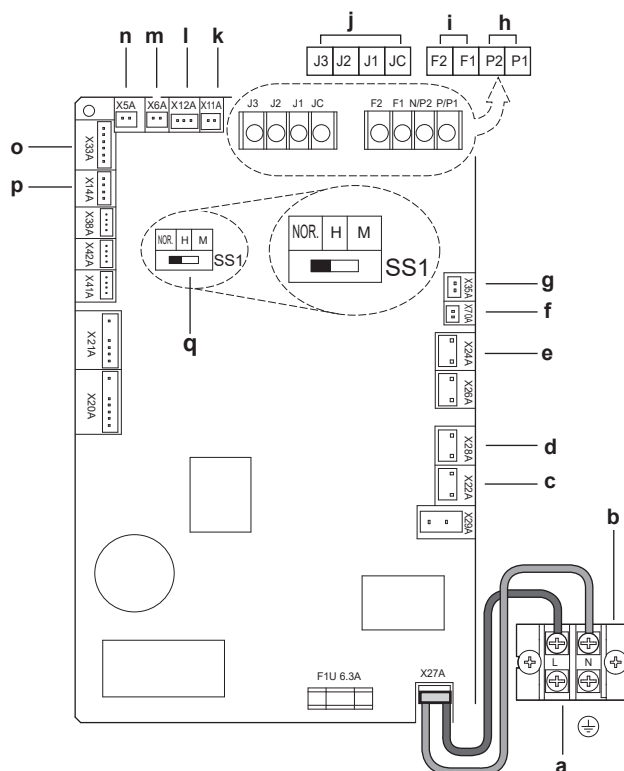 j i h
J3 J2 J1 JC F2 F1 P2 P1
n m l k
X5A X6A X12A X11A
J3 J2 J1 JC F2 F1 N/P2 P/P1
o X33A
p X14A
X38A
X42A
X41A
NOR. H M
SS1
NOR. H M
SS1
q
X21A
X20A
X35A g
X70A f
X24A e
X26A
X28A d
X22A c
X29A
b
L N
F1U 6.3A X27A
a